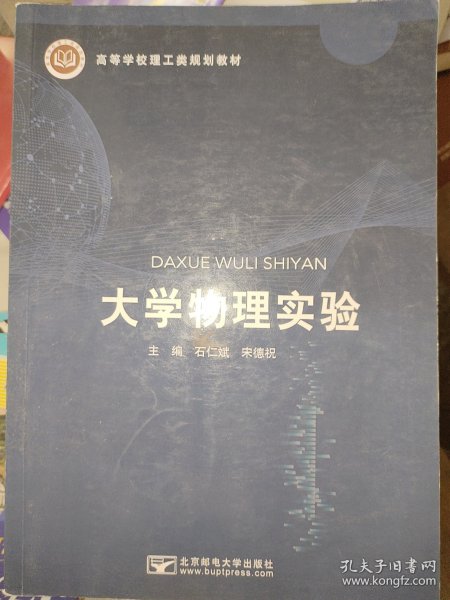 高等学校理工类规划教材
DAXUE WULI SHIYAN
大学物理实验
主 编 石仁斌 宋德祝
北京邮电大学出版社
www.buptpress.com
孔夫子旧书网
www.kongfz.com